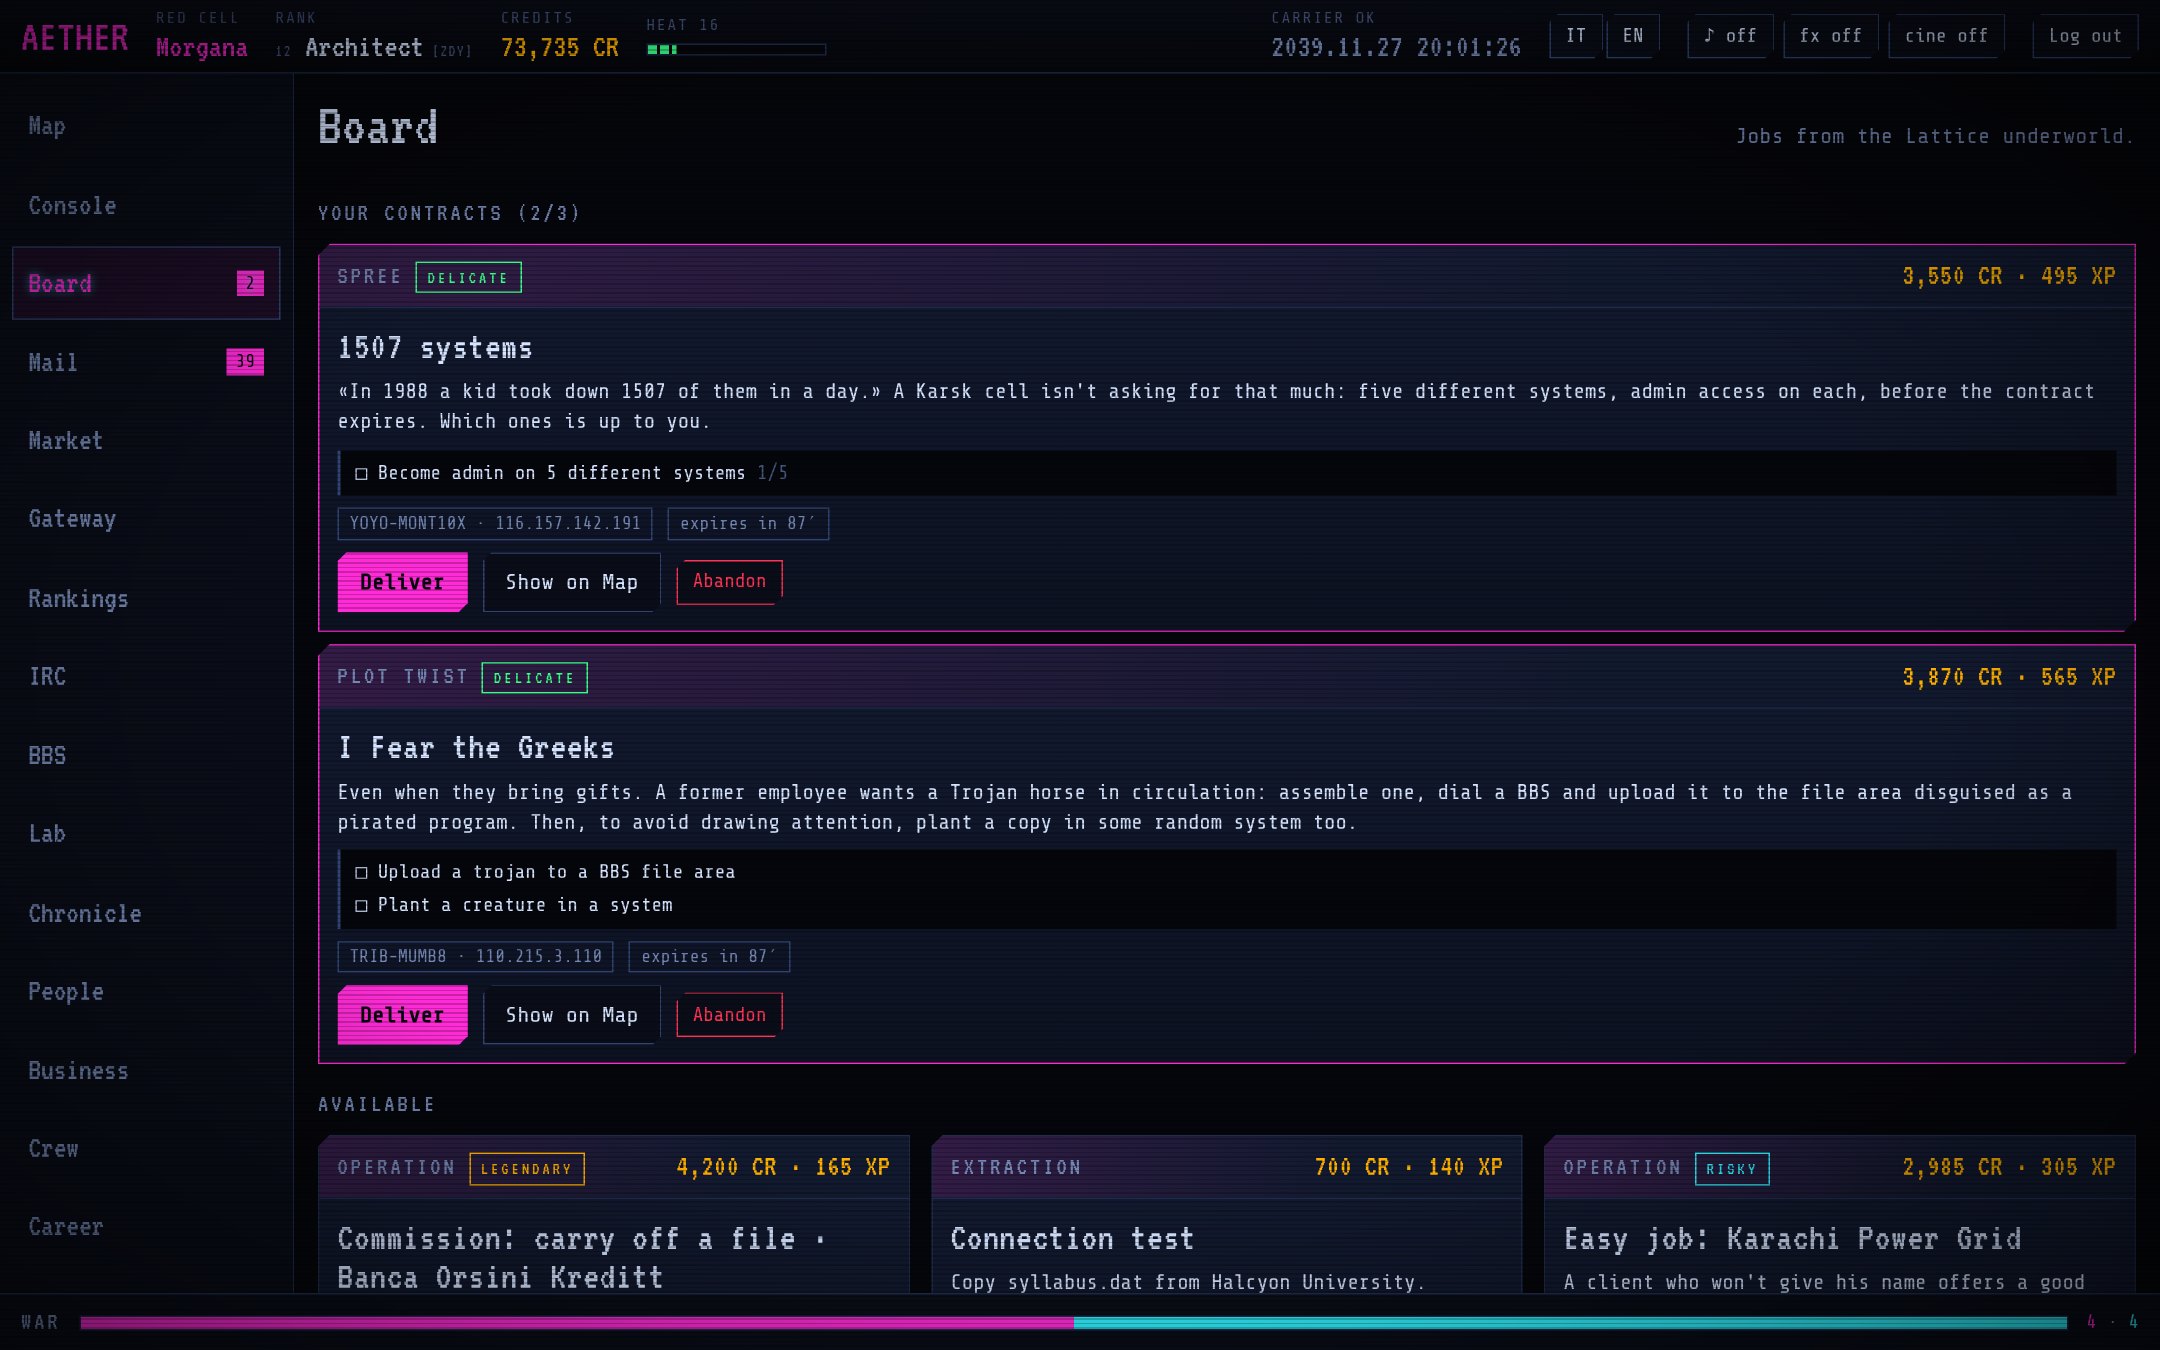 AETHER
RED CELL
Morgana
RANK
12 Architect [ZDY]
CREDITS
73,735 CR
HEAT 16
CARRIER OK
2039.11.27 20:01:26
IT
EN
♪ off
fx off
cine off
Log out
Map
Console
Board 2
Mail 39
Market
Gateway
Rankings
IRC
BBS
Lab
Chronicle
People
Business
Crew
Career
Board
Jobs from the Lattice underworld.
YOUR CONTRACTS (2/3)
SPREE DELICATE 3,550 CR · 495 XP
1507 systems
«In 1988 a kid took down 1507 of them in a day.» A Karsk cell isn't asking for that much: five different systems, admin access on each, before the contract
expires. Which ones is up to you.
□ Become admin on 5 different systems 1/5
YOYO-MONT10X · 116.157.142.191 expires in 87′
Deliver Show on Map Abandon
PLOT TWIST DELICATE 3,870 CR · 565 XP
I Fear the Greeks
Even when they bring gifts. A former employee wants a Trojan horse in circulation: assemble one, dial a BBS and upload it to the file area disguised as a
pirated program. Then, to avoid drawing attention, plant a copy in some random system too.
□ Upload a trojan to a BBS file area
□ Plant a creature in a system
TRIB-MUMB8 · 110.215.3.110 expires in 87′
Deliver Show on Map Abandon
AVAILABLE
OPERATION LEGENDARY 4,200 CR · 165 XP
Commission: carry off a file ·
Banca Orsini Kreditt
EXTRACTION 700 CR · 140 XP
Connection test
Copy syllabus.dat from Halcyon University.
OPERATION RISKY 2,985 CR · 305 XP
Easy job: Karachi Power Grid
A client who won't give his name offers a good
WAR 4 · 4